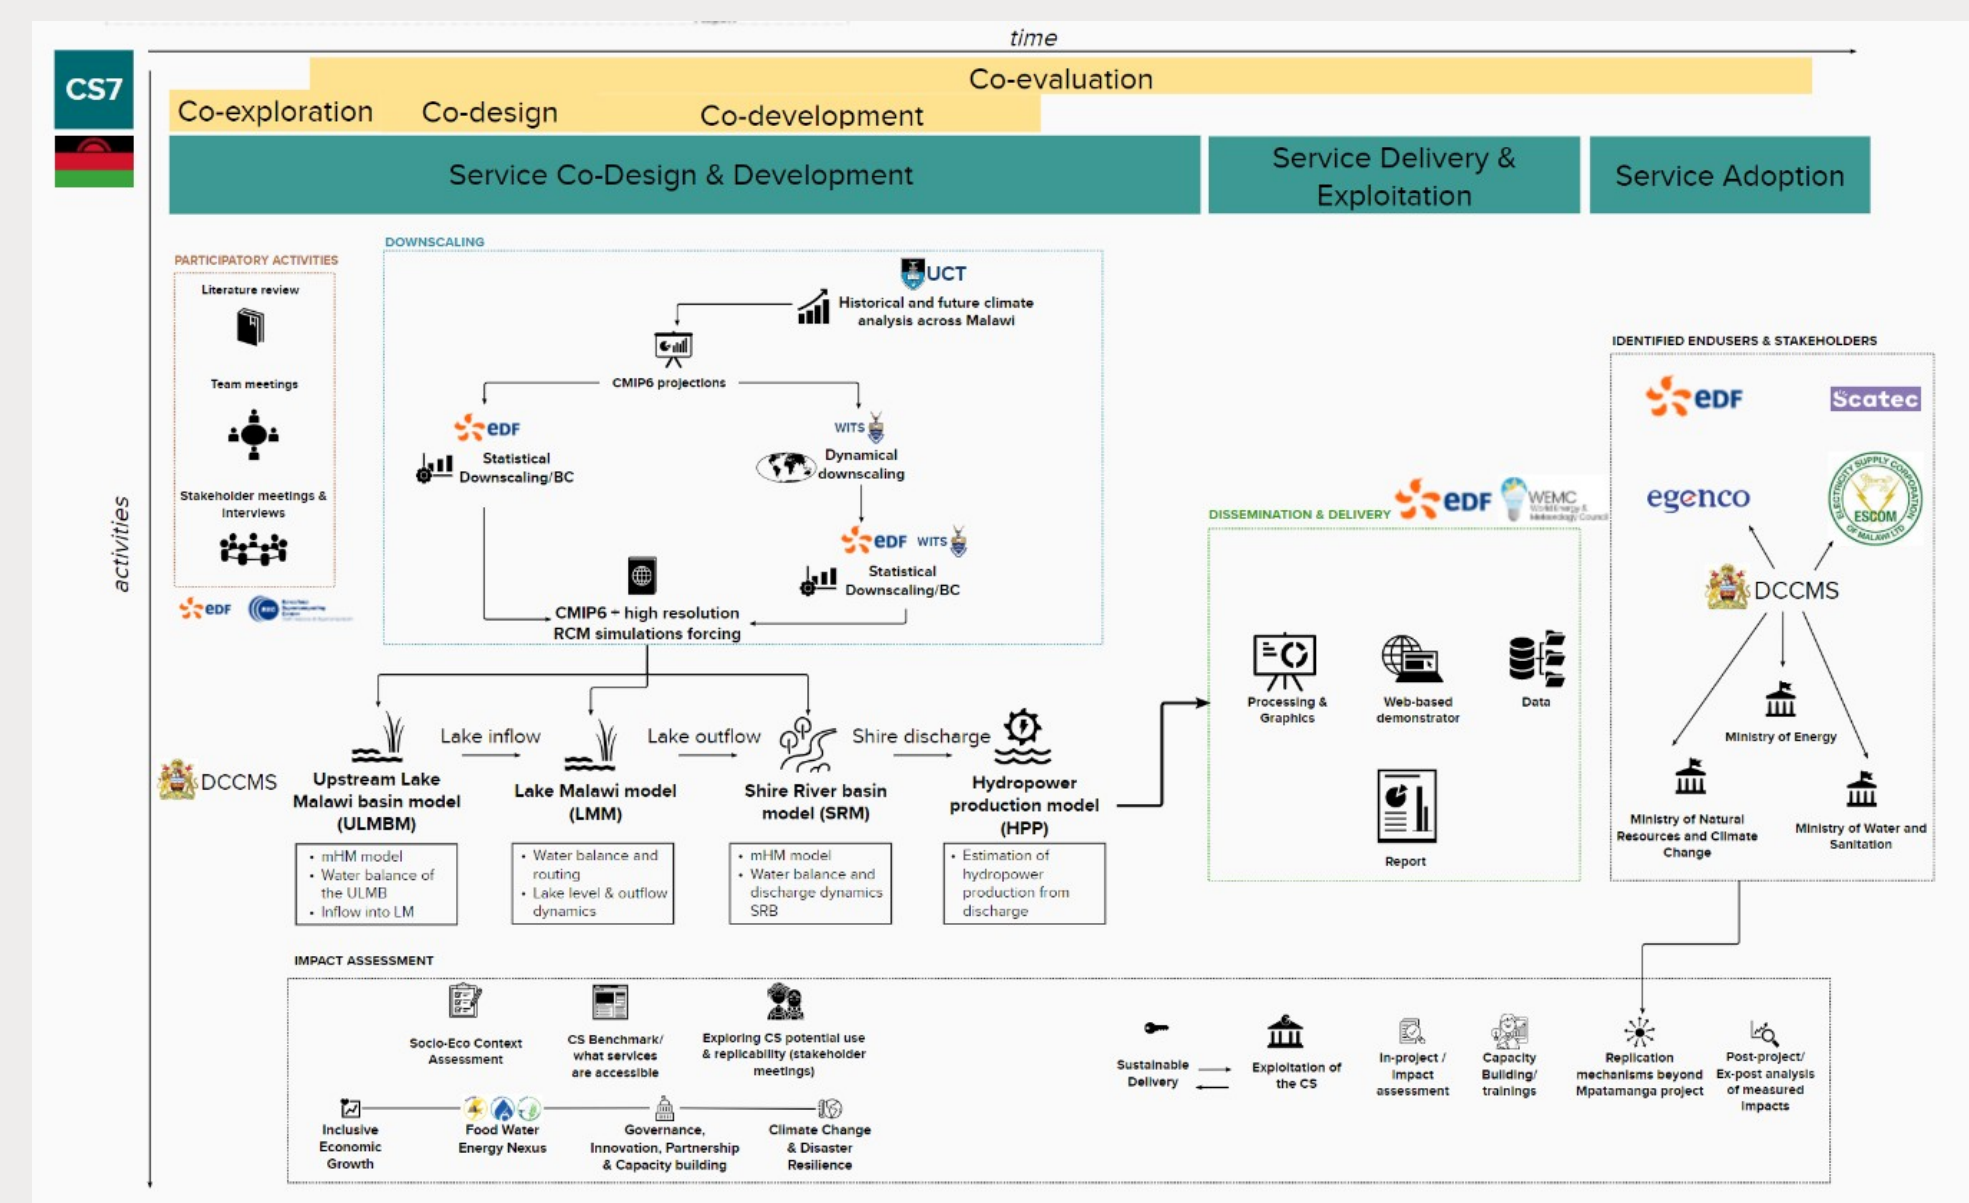 time
CS7
Co-evaluation
Co-exploration
Co-design
Co-development
Service Co-Design & Development
Service Delivery &
Exploitation
Service Adoption
activities
PARTICIPATORY ACTIVITIES
Literature review
Team meetings
Stakeholder meetings &
Interviews
eDF
DOWNSCALING
UCT
Historical and future climate
analysis across Malawi
CMIP6 projections
eDF
Statistical
Downscaling/BC
WITS
Dynamical
downscaling
eDF WITS
Statistical
Downscaling/BC
CMIP6 + high resolution
RCM simulations forcing
DCCMS
Upstream Lake
Malawi basin model
(ULMBM)
Lake inflow
Lake Malawi model
(LMM)
Lake outflow
Shire River basin
model (SRM)
Shire discharge
Hydropower
production model
(HPP)
• mHM model
• Water balance of
the ULMB
• Inflow into LM
• Water balance and
routing
• Lake level & outflow
dynamics
• mHM model
• Water balance and
discharge dynamics
SRB
• Estimation of
hydropower
production from
discharge
DISSEMINATION & DELIVERY
eDF
WEMC
World Energy &
Meteorology Council
Processing &
Graphics
Web-based
demonstrator
Data
Report
IDENTIFIED ENDUSERS & STAKEHOLDERS
eDF
Scatec
egenco
ELECTRICITY SUPPLY CORPORATION
ESCOM
OF MALAWI LTD
DCCMS
Ministry of Energy
Ministry of Natural
Resources and Climate
Change
Ministry of Water and
Sanitation
IMPACT ASSESSMENT
Socio-Eco Context
Assessment
CS Benchmark/
what services
are accessible
Exploring CS potential use
& replicability (stakeholder
meetings)
Inclusive
Economic
Growth
Food Water
Energy Nexus
Governance,
Innovation, Partnership
& Capacity building
Climate Change
& Disaster
Resilience
Sustainable
Delivery
Exploitation of
the CS
In-project /
Impact
assessment
Capacity
Building/
trainings
Replication
mechanisms beyond
Mpatamanga project
Post-project/
Ex-post analysis
of measured
Impacts